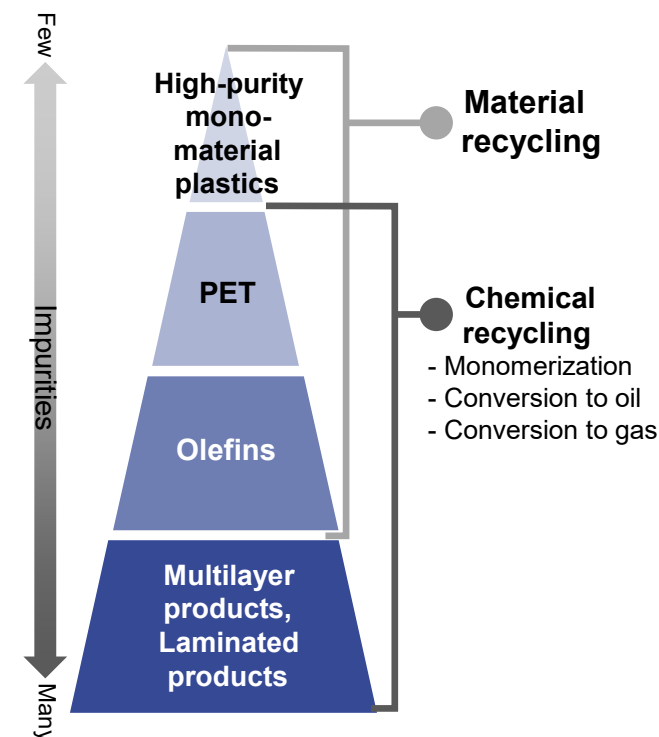 Few
Impurities
Many
High-purity
mono-
material
plastics
PET
Olefins
Multilayer
products,
Laminated
products
Material
recycling
Chemical
recycling
- Monomerization
- Conversion to oil
- Conversion to gas